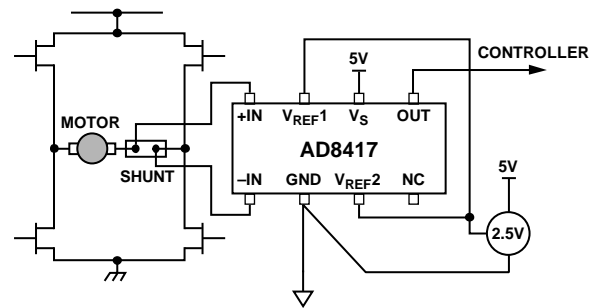 CONTROLLER
5V
+IN VREF1 VS OUT
MOTOR
AD8417
SHUNT
–IN GND VREF2 NC
5V
2.5V